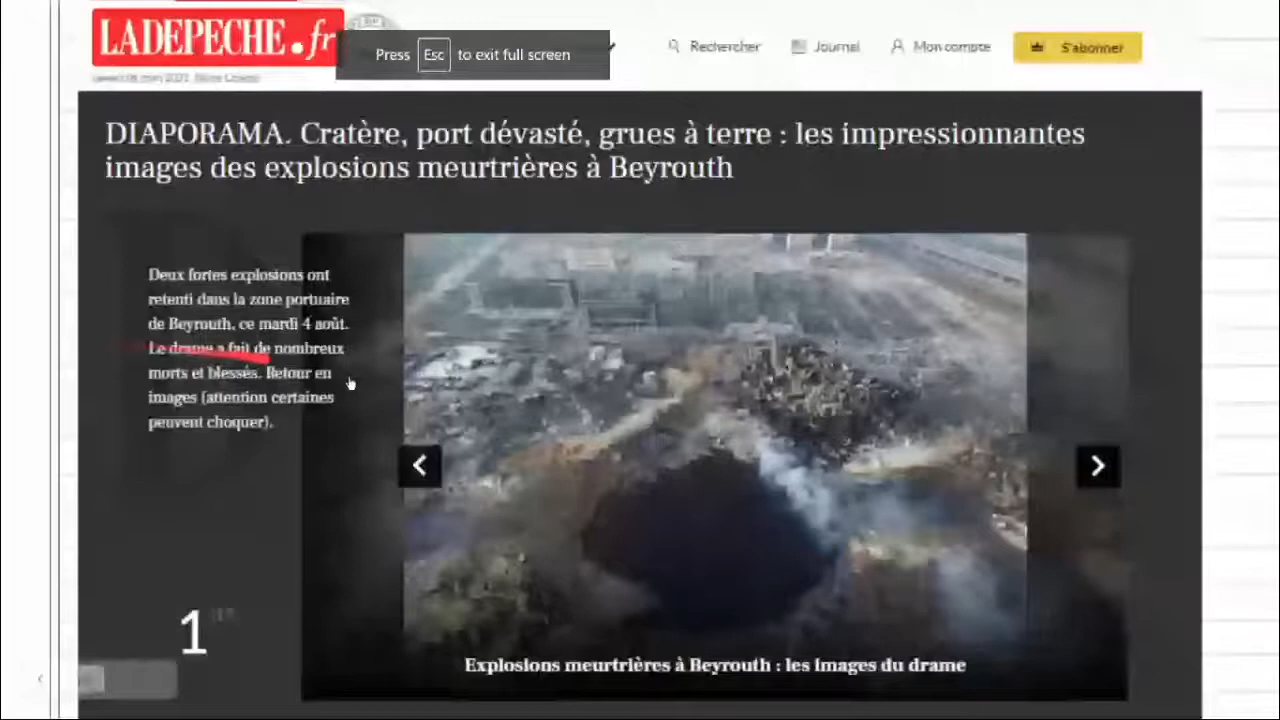 LADEPECHE.fr
Press Esc to exit full screen
Rechercher
Journal
Mon compte
S'abonner
DIAPORAMA. Cratère, port dévasté, grues à terre : les impressionnantes
images des explosions meurtrières à Beyrouth
Deux fortes explosions ont
retenti dans la zone portuaire
de Beyrouth, ce mardi 4 août.
Le drame a fait de nombreux
morts et blessés. Retour en
images (attention certaines
peuvent choquer).
1
Explosions meurtrières à Beyrouth : les images du drame